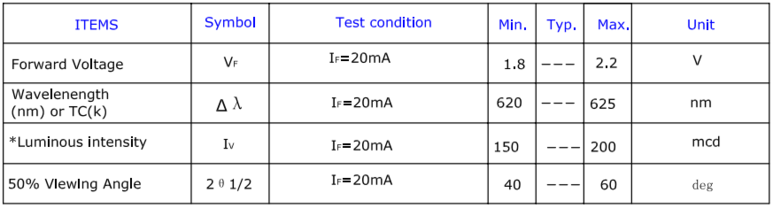 ITEMS Symbol Test condition Min. Typ. Max. Unit
Forward Voltage VF IF=20mA 1.8 --- 2.2 V
Wavelenength
(nm) or TC(k) Δ λ IF=20mA 620 --- 625 nm
*Luminous intensity IV IF=20mA 150 --- 200 mcd
50% Viewing Angle 2 θ 1/2 IF=20mA 40 --- 60 deg